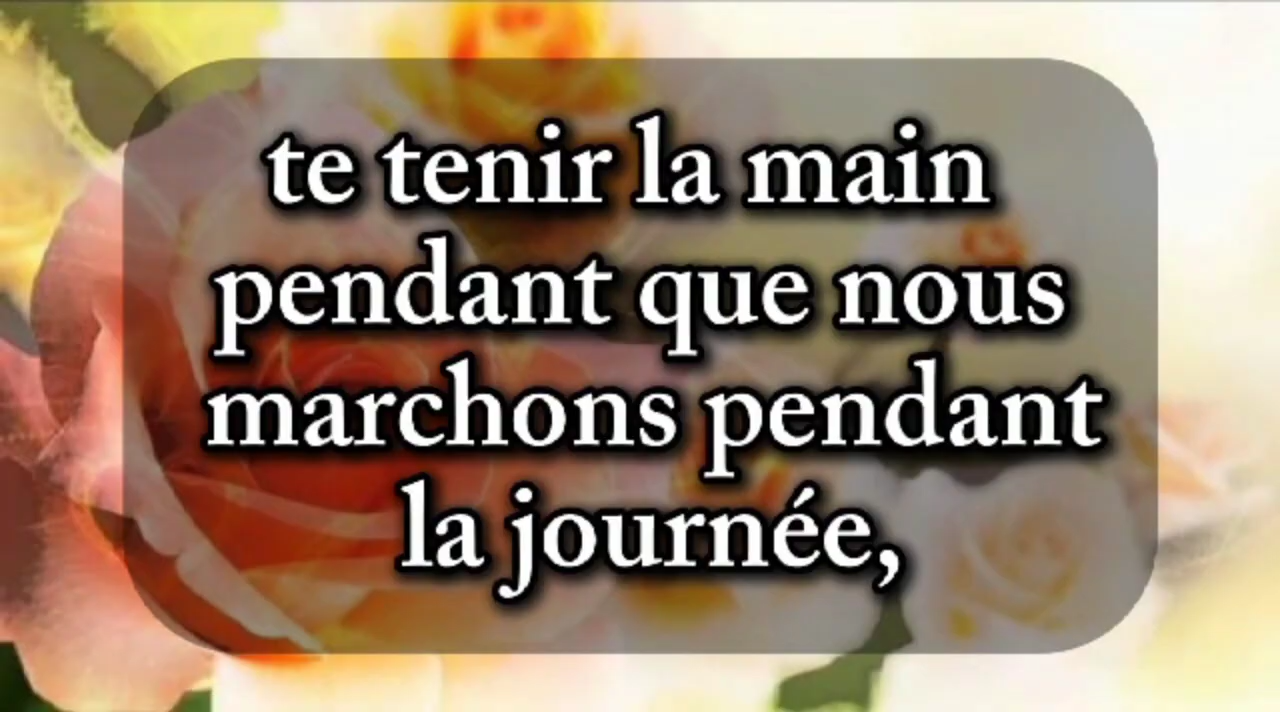 te tenir la main
pendant que nous
marchons pendant
la journée,